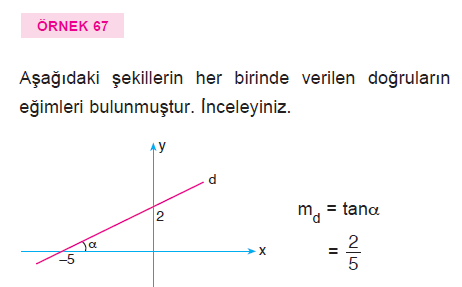 ÖRNEK 67
Aşağıdaki şekillerin her birinde verilen doğruların
eğimleri bulunmuştur. İnceleyiniz.
y
d
2
α
–5
x
m_d = tanα
= 2/5